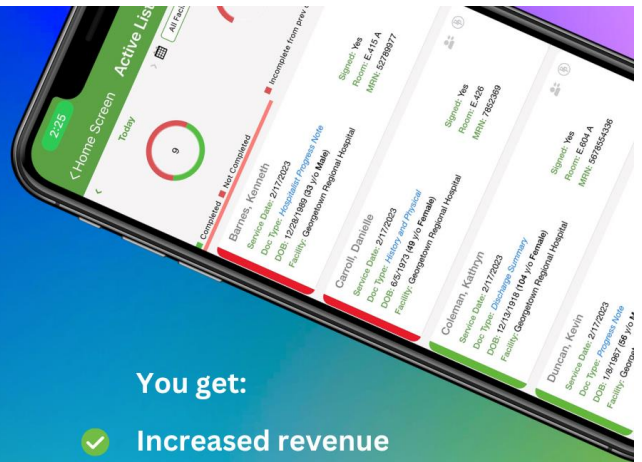 2:25
Home Screen
Active List
All Faci
Today
9
Completed
Not Completed
Incomplete from prev
Barnes, Kenneth
Service Date: 2/17/2023
Doc Type: Hospitalist Progress Note
DOB: 12/28/1989 (33 y/o Male)
Facility: Georgetown Regional Hospital
Signed: Yes
Room: E.415 A
MRN: 52789977
Carroll, Danielle
Service Date: 2/17/2023
Doc Type: History and Physical
DOB: 6/5/1973 (49 y/o Female)
Facility: Georgetown Regional Hospital
Signed: Yes
Room: E.426
MRN: 7852369
Coleman, Kathryn
Service Date: 2/17/2023
Doc Type: Discharge Summary
DOB: 12/13/1918 (104 y/o Female)
Facility: Georgetown Regional Hospital
Signed: Yes
Room: E.604 A
MRN: 5678554336
Duncan, Kevin
Service Date: 2/17/2023
Doc Type: Progress Note
DOB: 1/8/1967 (56 y/o M
Facility: Georget
You get:
Increased revenue